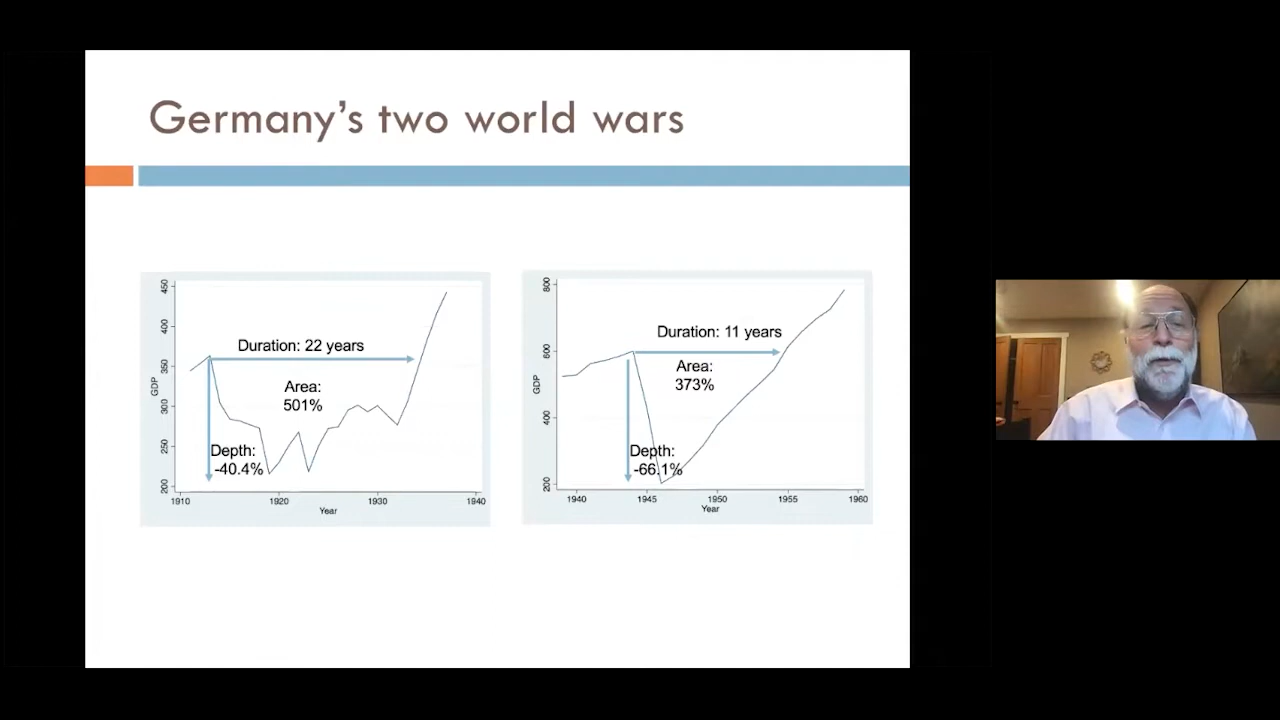 Germany's two world wars
450
400
350
300
250
200
GDP
Duration: 22 years
Area:
501%
Depth:
-40.4%
1910
1920
1930
1940
Year
800
600
400
200
GDP
Duration: 11 years
Area:
373%
Depth:
-66.1%
1940
1945
1950
1955
1960
Year